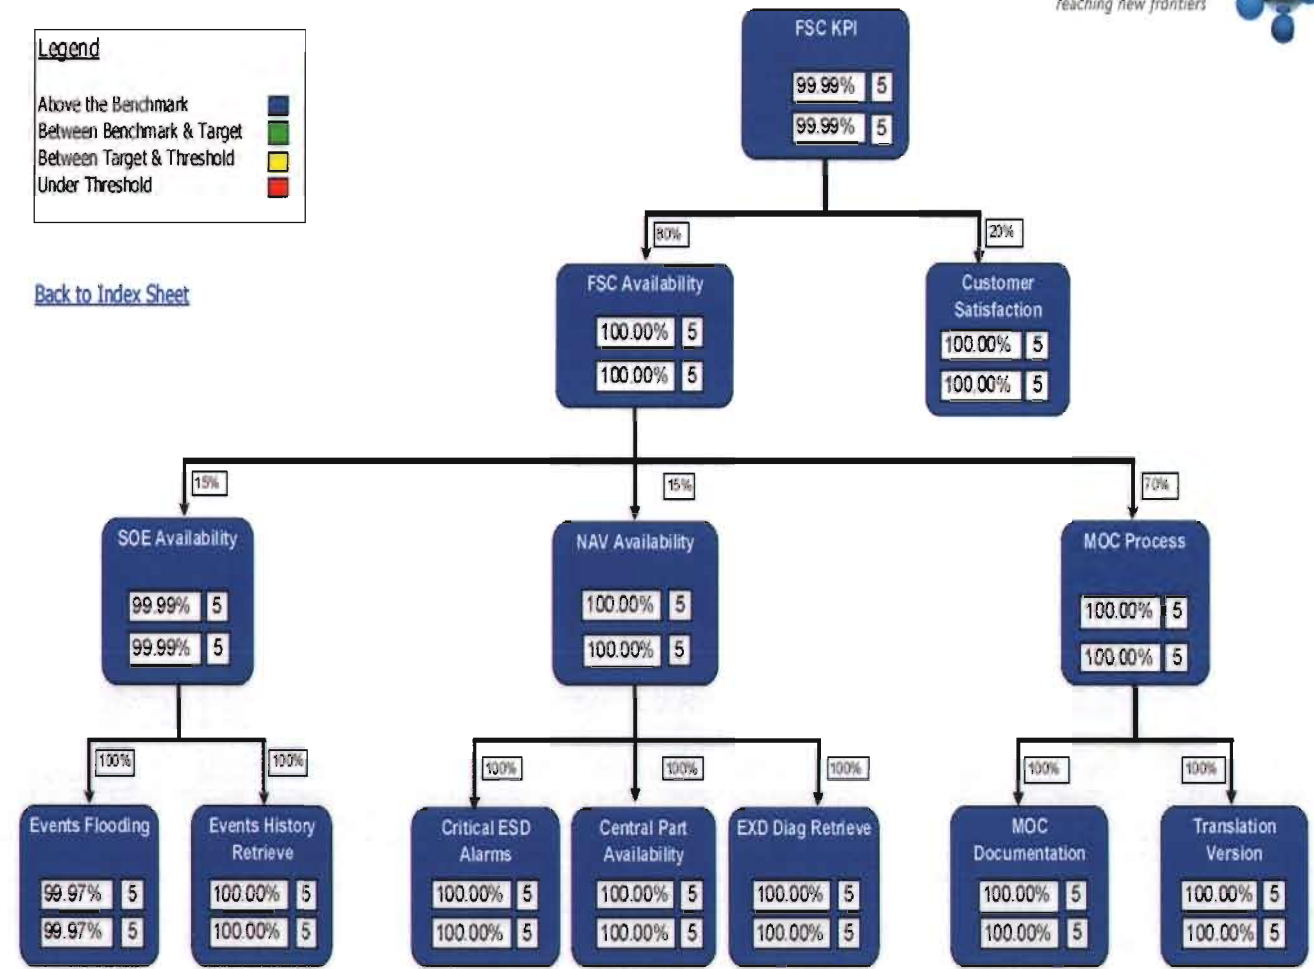 reaching new frontiers
FSC KPI
99.99% 5
99.99% 5
Legend
Above the Benchmark
Between Benchmark & Target
Between Target & Threshold
Under Threshold
Back to Index Sheet
80%
20%
FSC Availability
100.00% 5
100.00% 5
Customer
Satisfaction
100.00% 5
100.00% 5
15%
15%
70%
SOE Availability
99.99% 5
99.99% 5
NAV Availability
100.00% 5
100.00% 5
MOC Process
100.00% 5
100.00% 5
100%
100%
100%
100%
100%
100%
100%
Events Flooding
99.97% 5
99.97% 5
Events History
Retrieve
100.00% 5
100.00% 5
Critical ESD
Alarms
100.00% 5
100.00% 5
Central Part
Availability
100.00% 5
100.00% 5
EXD Diag Retrieve
100.00% 5
100.00% 5
MOC
Documentation
100.00% 5
100.00% 5
Translation
Version
100.00% 5
100.00% 5